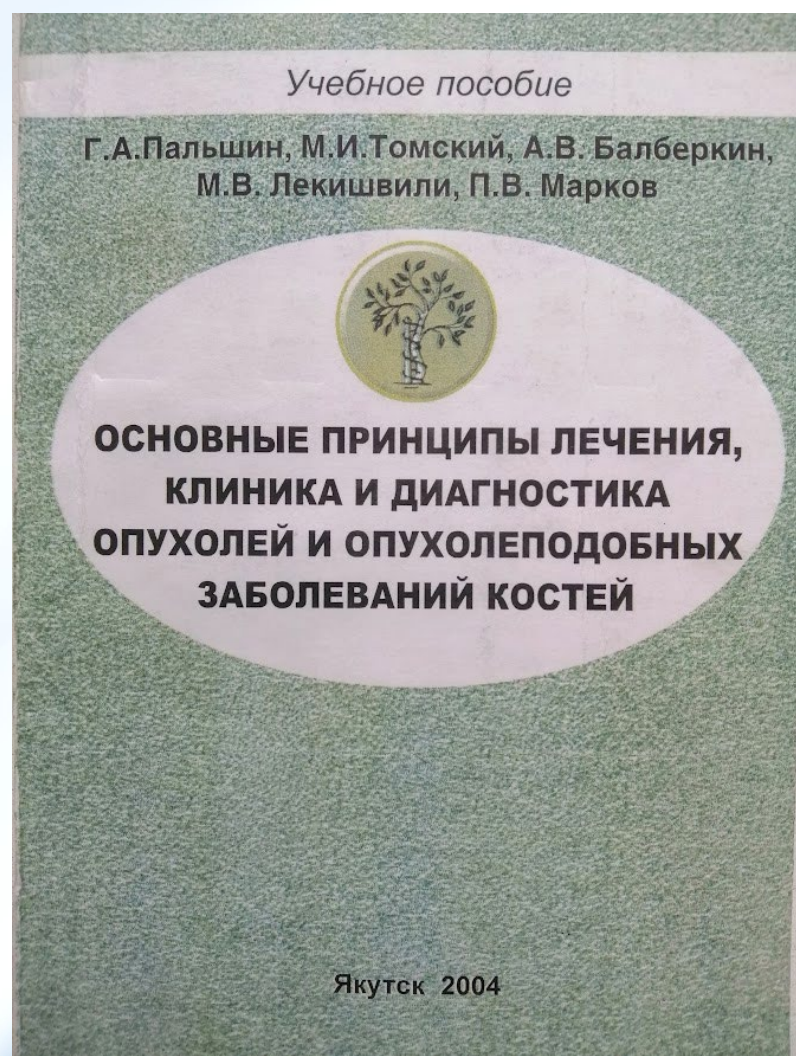 Учебное пособие
Г.А.Пальшин, М.И.Томский, А.В. Балберкин,
М.В. Лекишвили, П.В. Марков
ОСНОВНЫЕ ПРИНЦИПЫ ЛЕЧЕНИЯ,
КЛИНИКА И ДИАГНОСТИКА
ОПУХОЛЕЙ И ОПУХОЛЕПОДОБНЫХ
ЗАБОЛЕВАНИЙ КОСТЕЙ
Якутск 2004